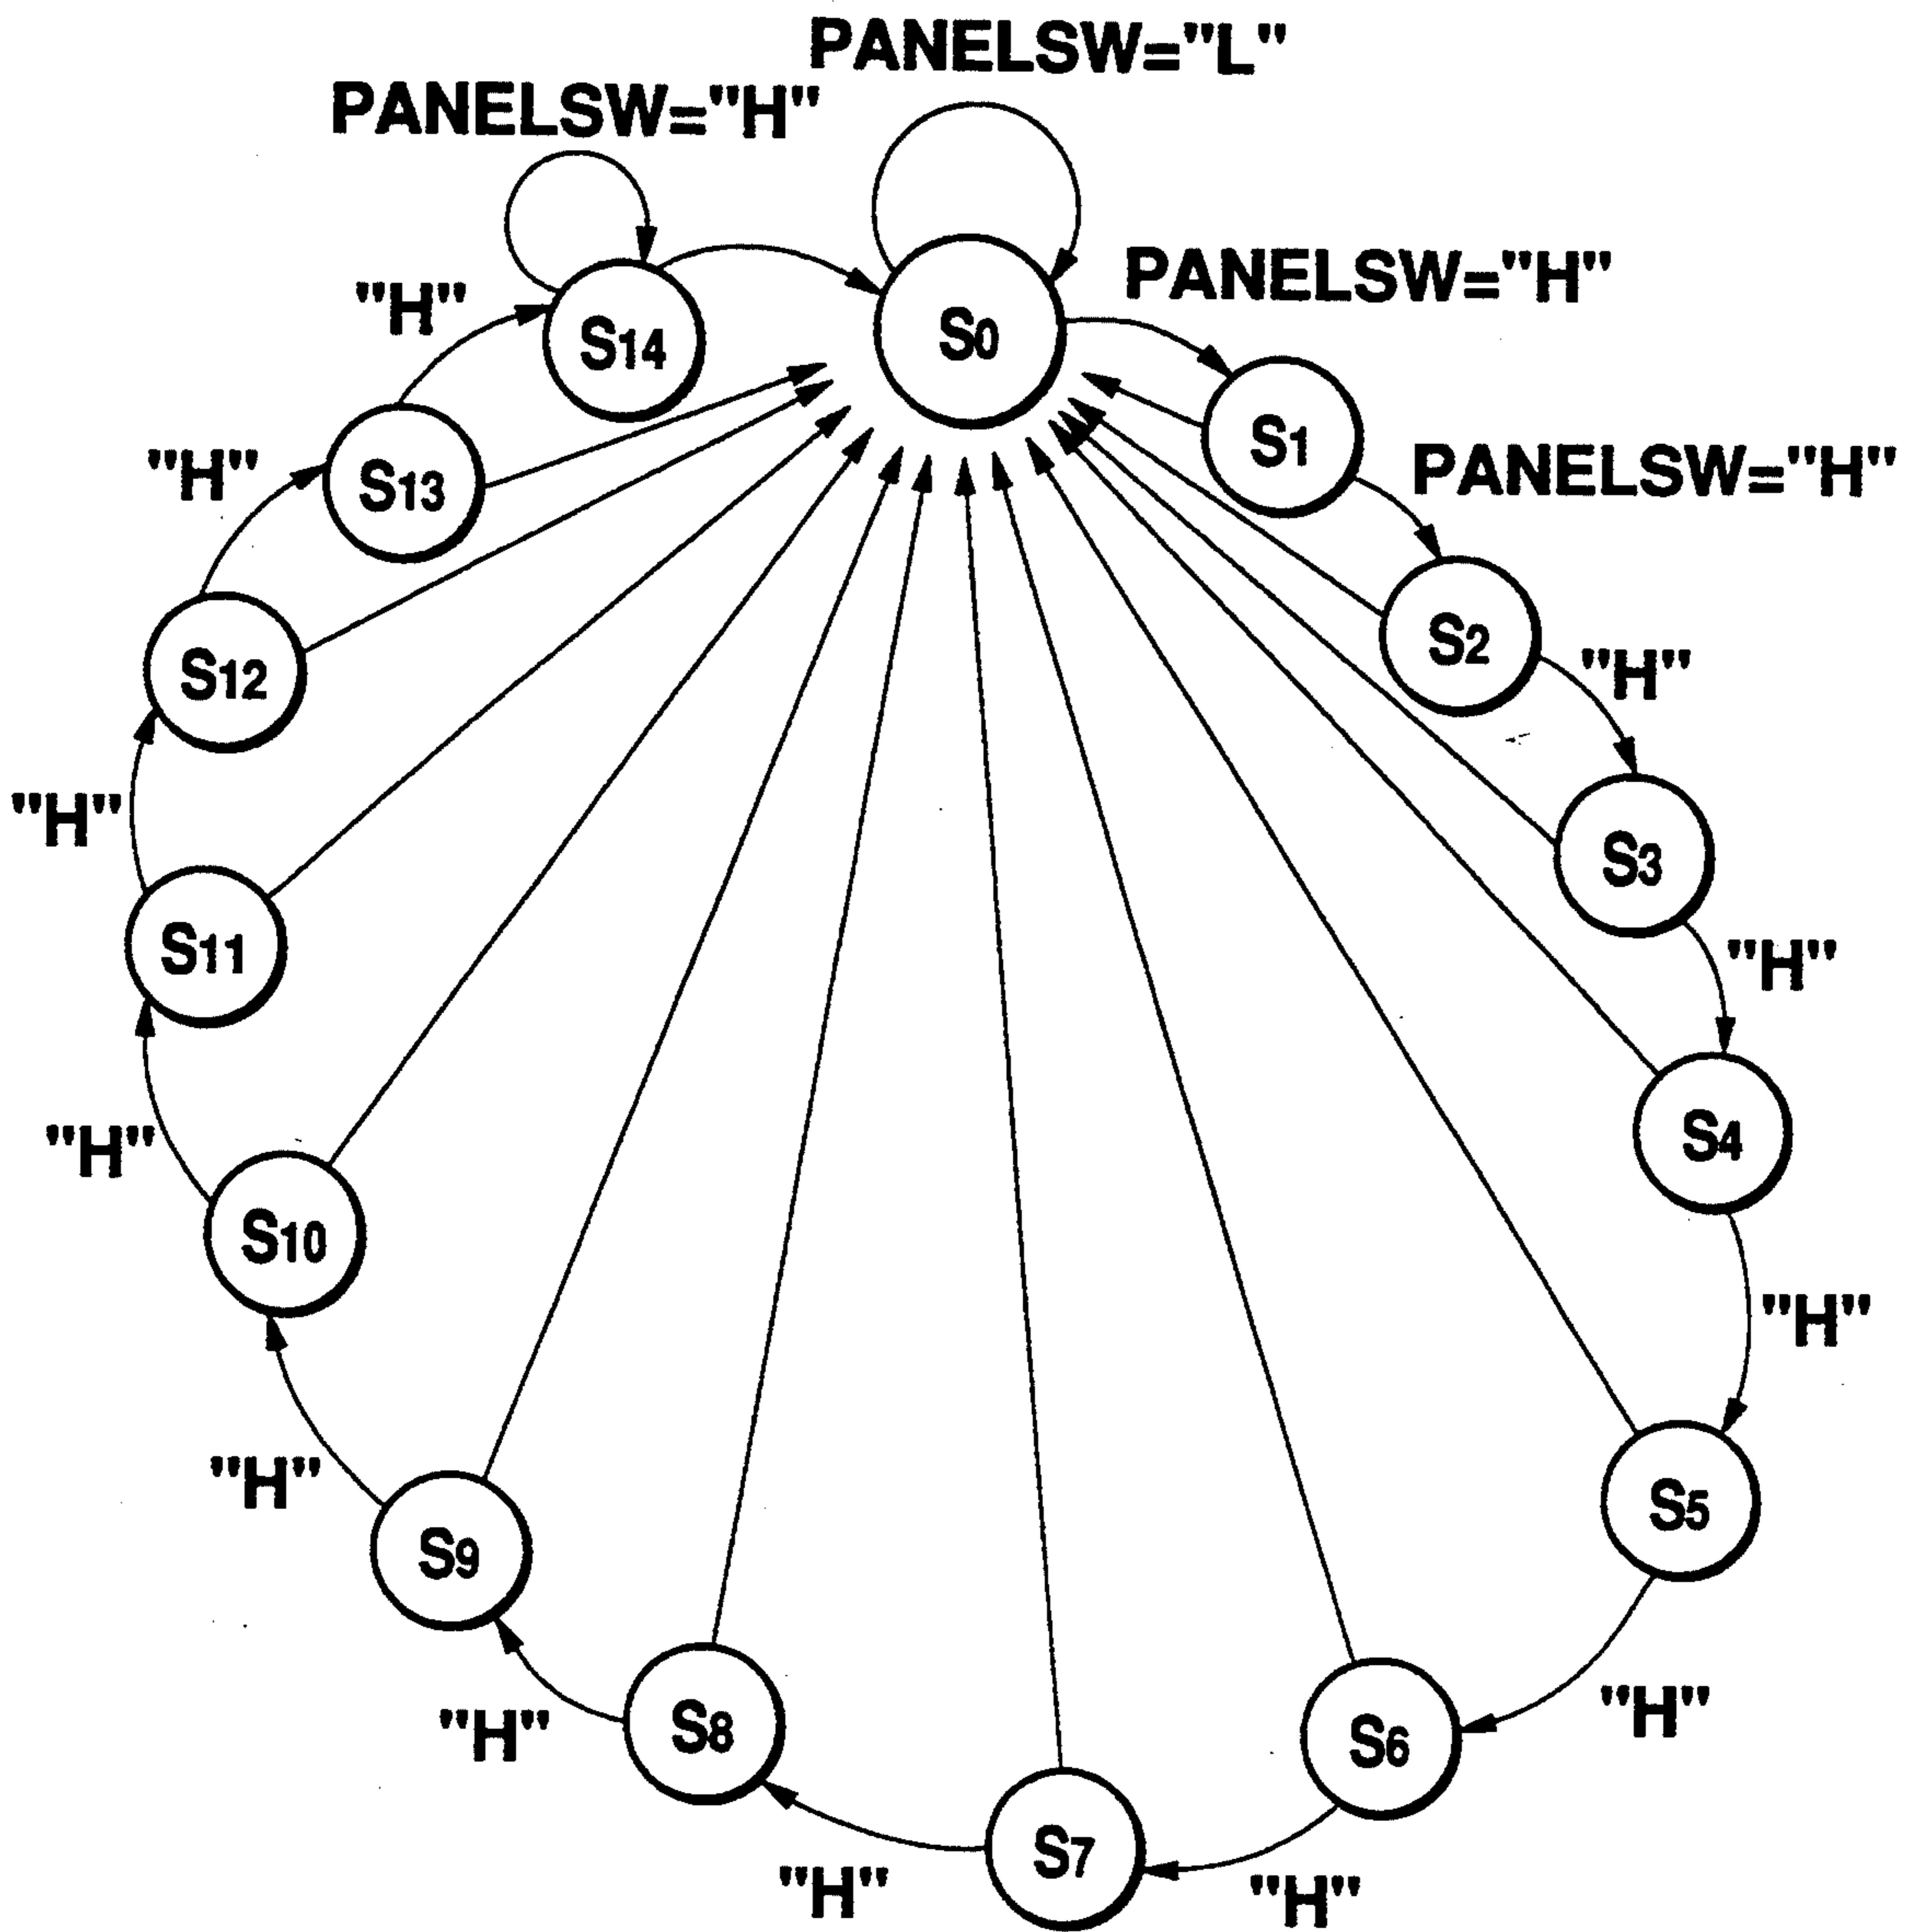 PANELSW="L"
PANELSW="H"
PANELSW="H"
"H"
S14
S0
S1
PANELSW="H"
"H"
S13
S2
"H"
S12
"H"
S3
"H"
S11
"H"
S4
"H"
S10
"H"
S5
"H"
S9
"H"
S8
"H"
S6
S7
"H"
"H"